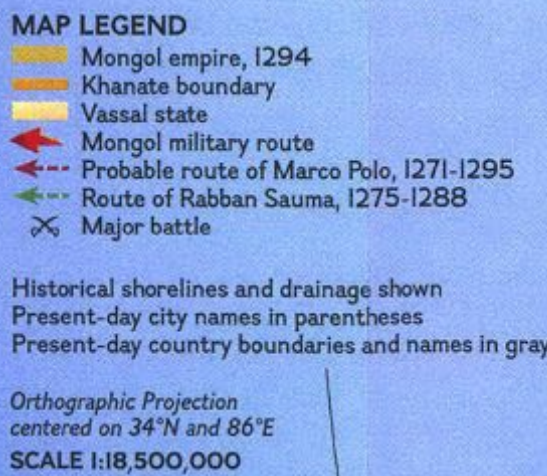 MAP LEGEND
Mongol empire, 1294
Khanate boundary
Vassal state
Mongol military route
Probable route of Marco Polo, 1271-1295
Route of Rabban Sauma, 1275-1288
Major battle
Historical shorelines and drainage shown
Present-day city names in parentheses
Present-day country boundaries and names in gray
Orthographic Projection
centered on 34°N and 86°E
SCALE 1:18,500,000